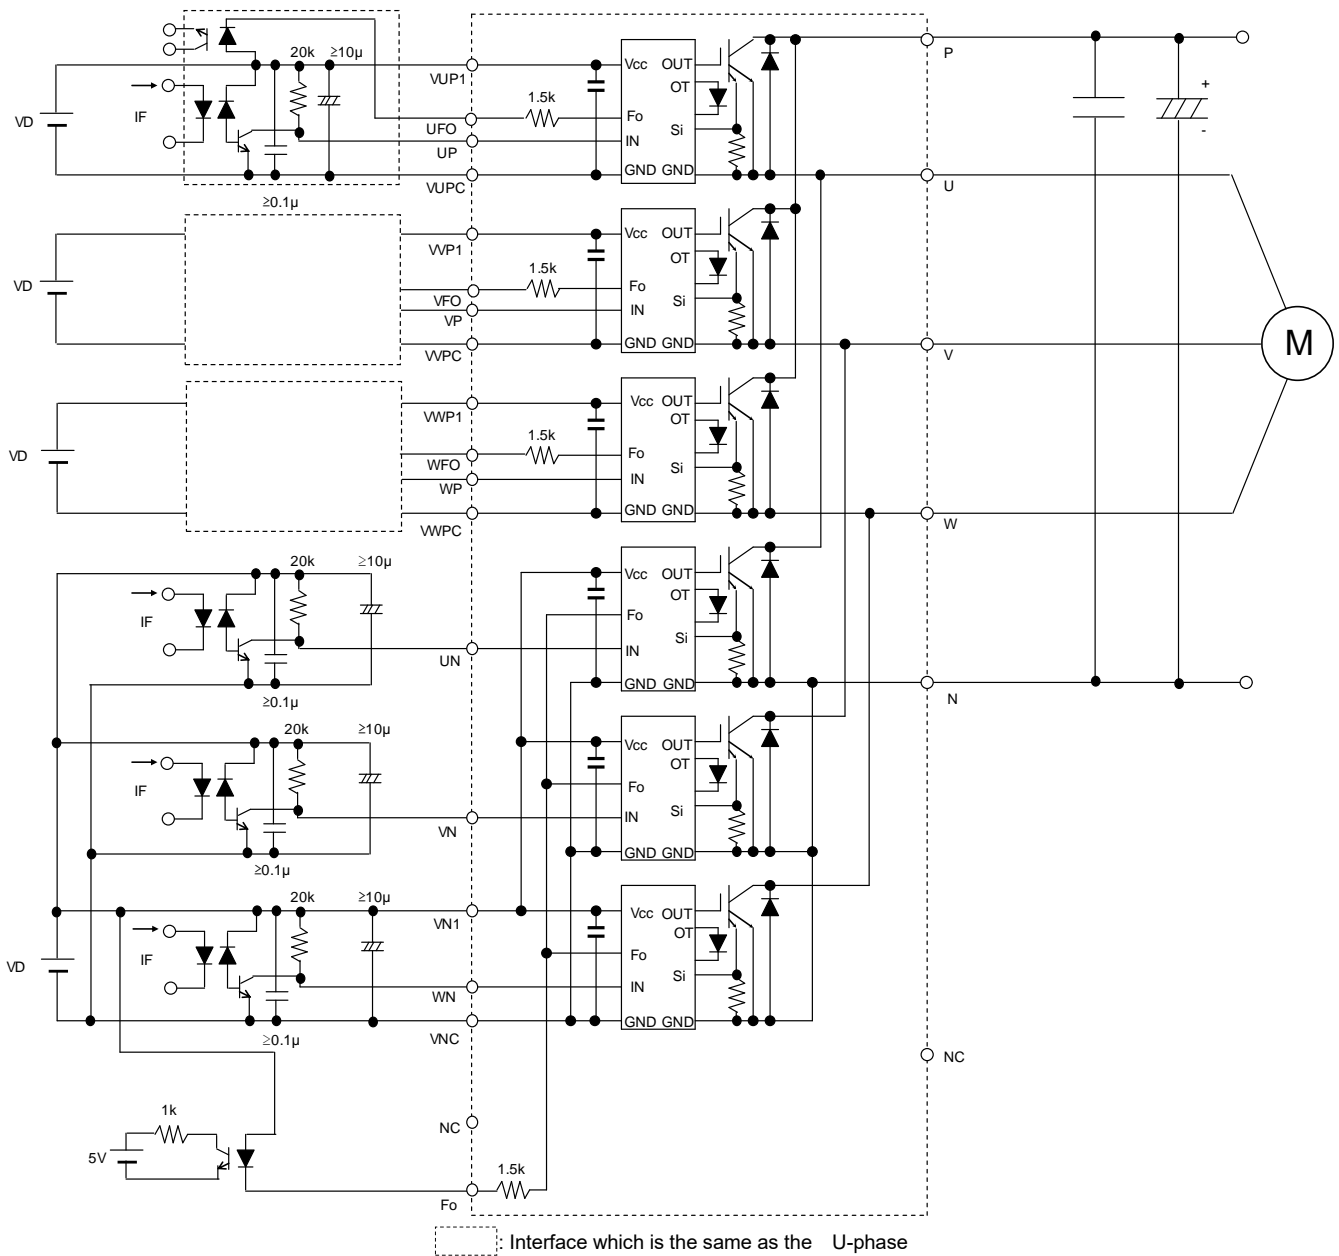 20k
≥10µ
IF
VD
≥0.1µ
VUP1
UFO
UP
VUPC
1.5k
Vcc
OUT
OT
Fo
Si
IN
GND
GND
P
+
-
U
VD
VVP1
VFO
VP
VVPC
1.5k
Vcc
OUT
OT
Fo
Si
IN
GND
GND
V
M
VD
VWP1
WFO
WP
VWPC
1.5k
Vcc
OUT
OT
Fo
Si
IN
GND
GND
W
20k
≥10µ
IF
≥0.1µ
UN
Vcc
OUT
OT
Fo
Si
IN
GND
GND
N
20k
≥10µ
IF
≥0.1µ
VN
Vcc
OUT
OT
Fo
Si
IN
GND
GND
20k
≥10µ
IF
VD
≥0.1µ
VN1
WN
VNC
Vcc
OUT
OT
Fo
Si
IN
GND
GND
NC
1k
5V
NC
1.5k
Fo
: Interface which is the same as the U-phase